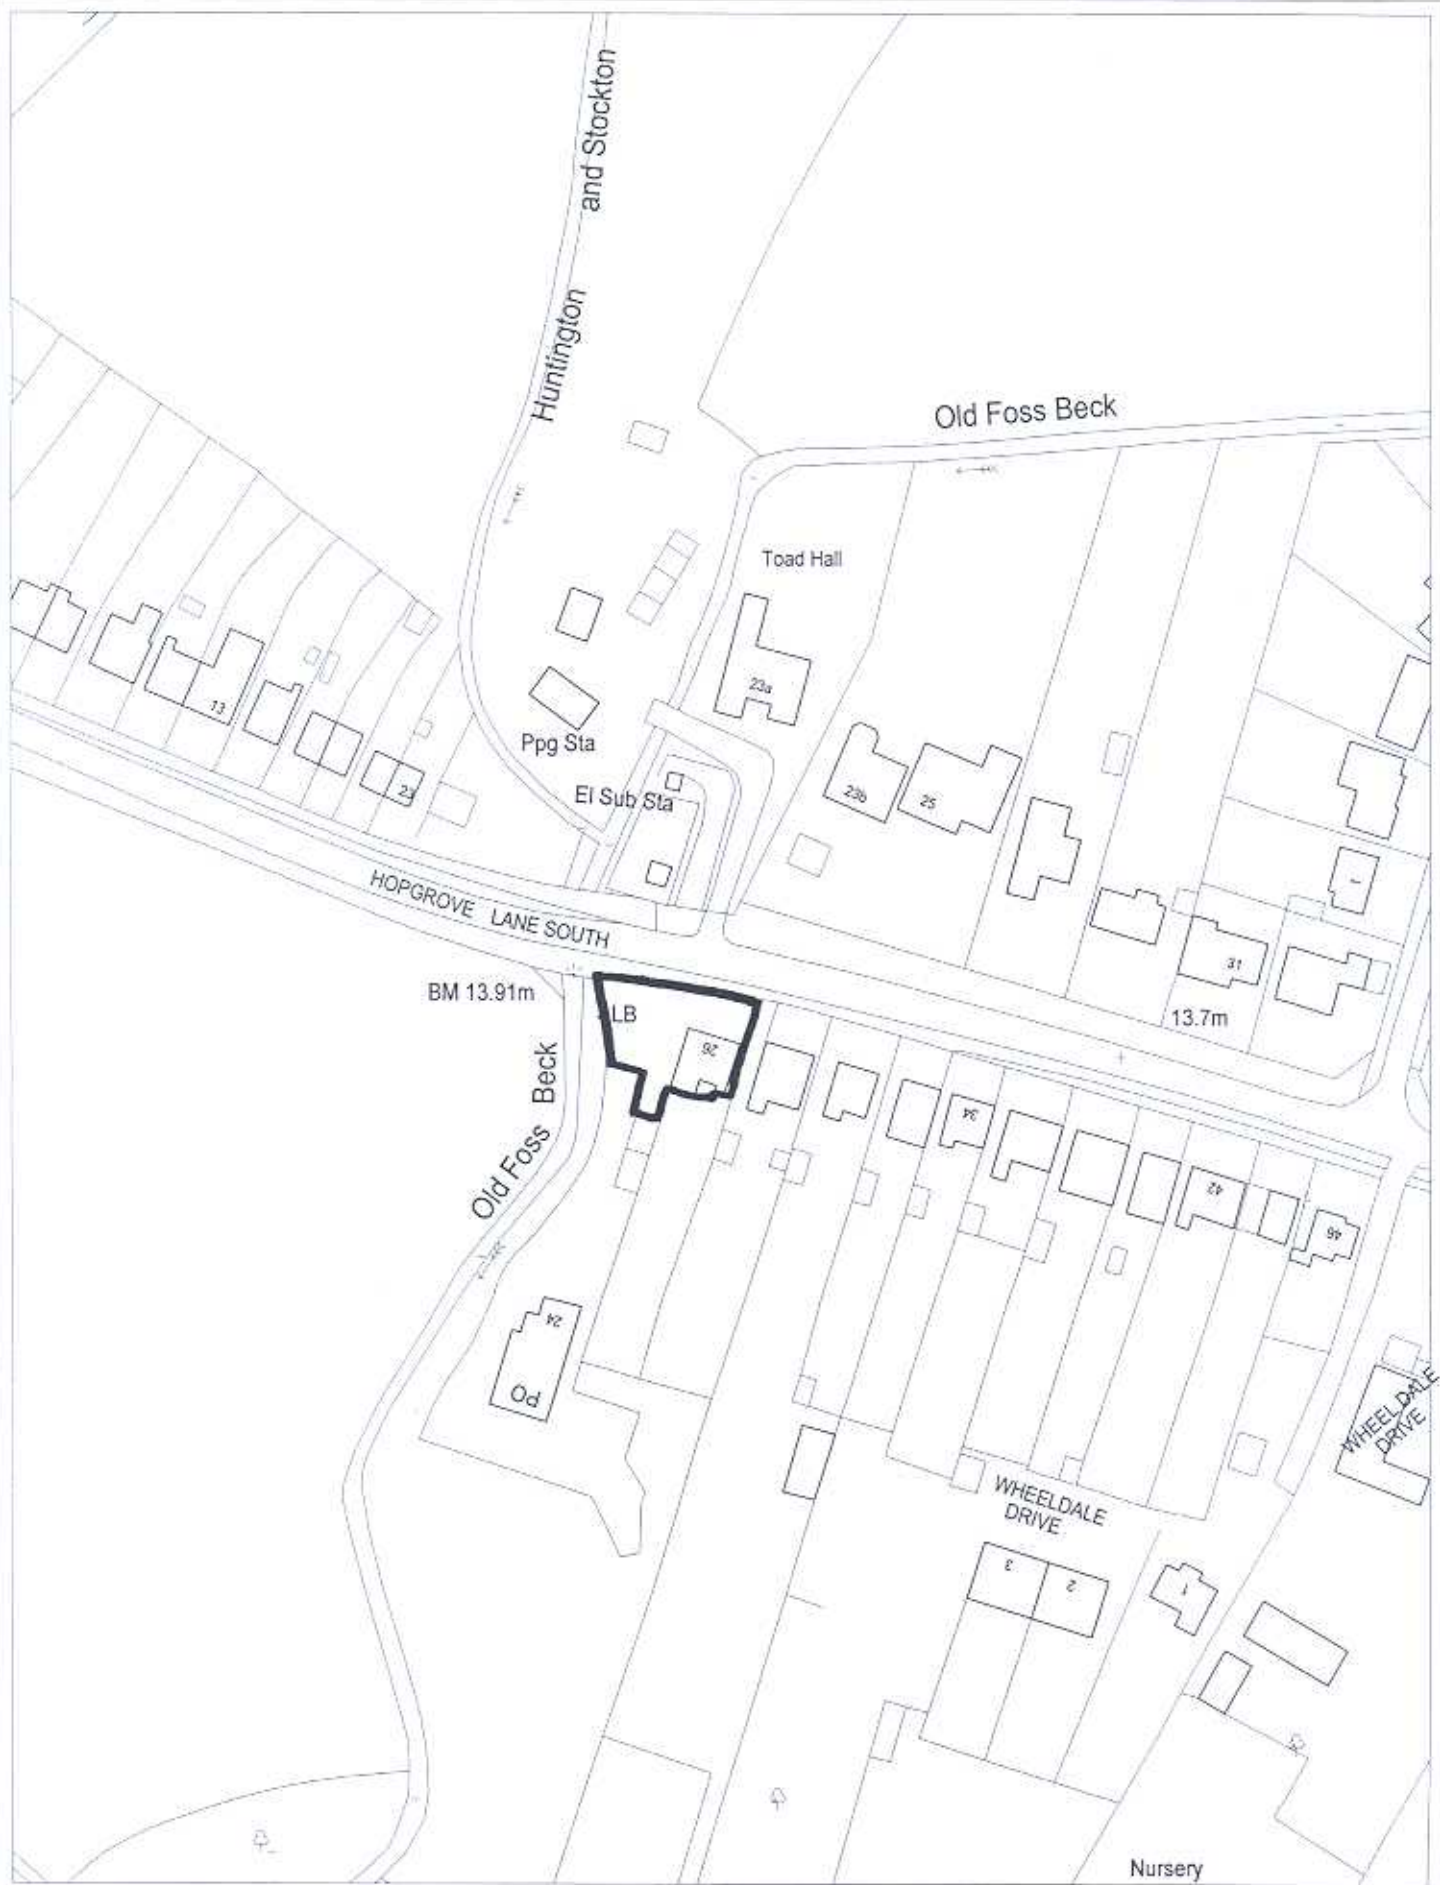 and Stockton
Huntington
Old Foss Beck
Toad Hall
23a
13
Ppg Sta
23
El Sub Sta
23b
25
1
HOPGROVE LANE SOUTH
31
BM 13.91m
LB
13.7m
26
Old Foss Beck
34
42
46
24
PO
WHEELDALE
DRIVE
WHEELDALE
DRIVE
3
2
1
Nursery